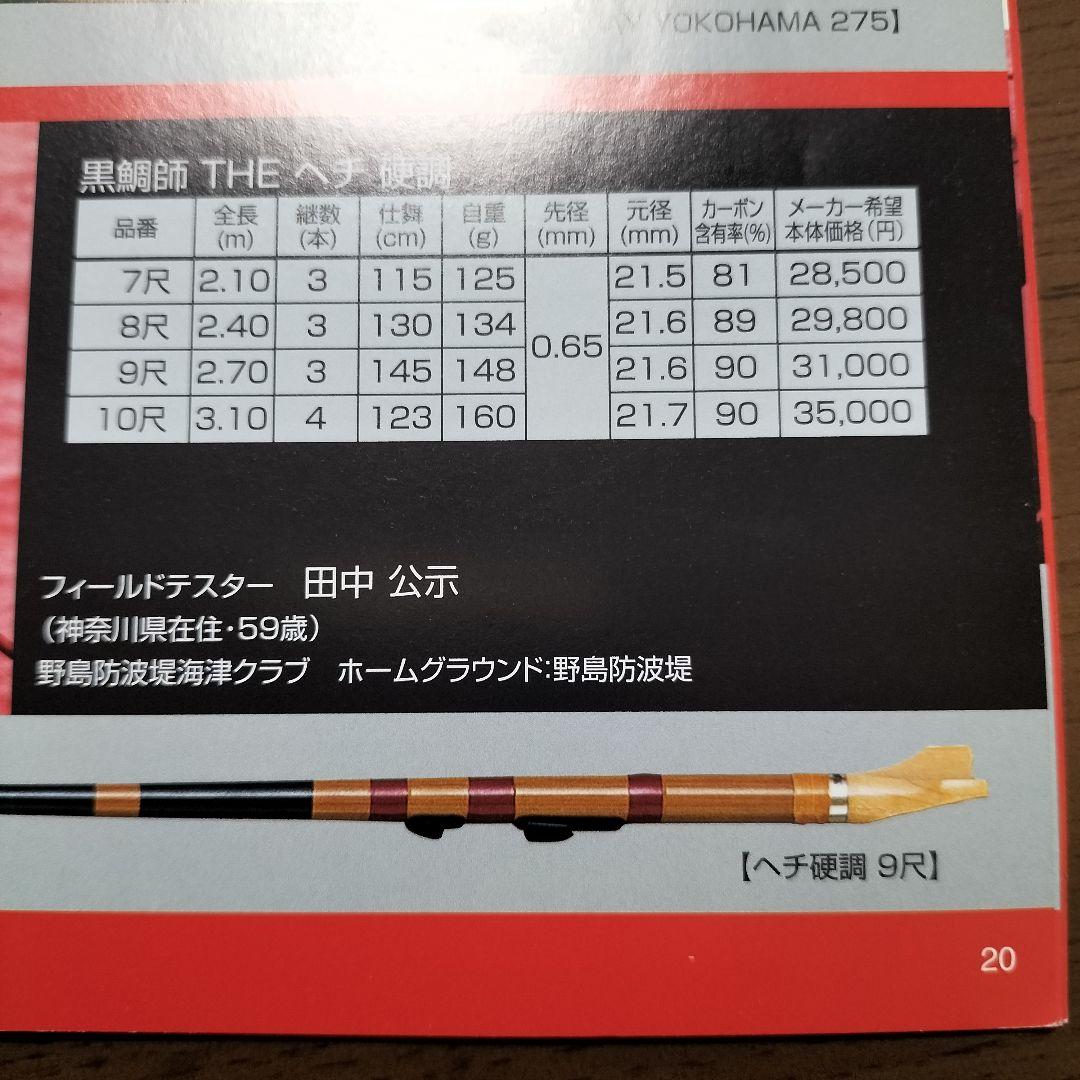 YOKOHAMA 275】
黒鯛師 THE ヘチ 硬調
品番 全長(m) 継数(本) 仕舞(cm) 自重(g) 先径(mm) 元径(mm) カーボン含有率(%) メーカー希望本体価格(円)
7尺 2.10 3 115 125 0.65 21.5 81 28,500
8尺 2.40 3 130 134 21.6 89 29,800
9尺 2.70 3 145 148 21.6 90 31,000
10尺 3.10 4 123 160 21.7 90 35,000
フィールドテスター 田中 公示
(神奈川県在住・59歳)
野島防波堤海津クラブ ホームグラウンド:野島防波堤
【ヘチ硬調 9尺】
20